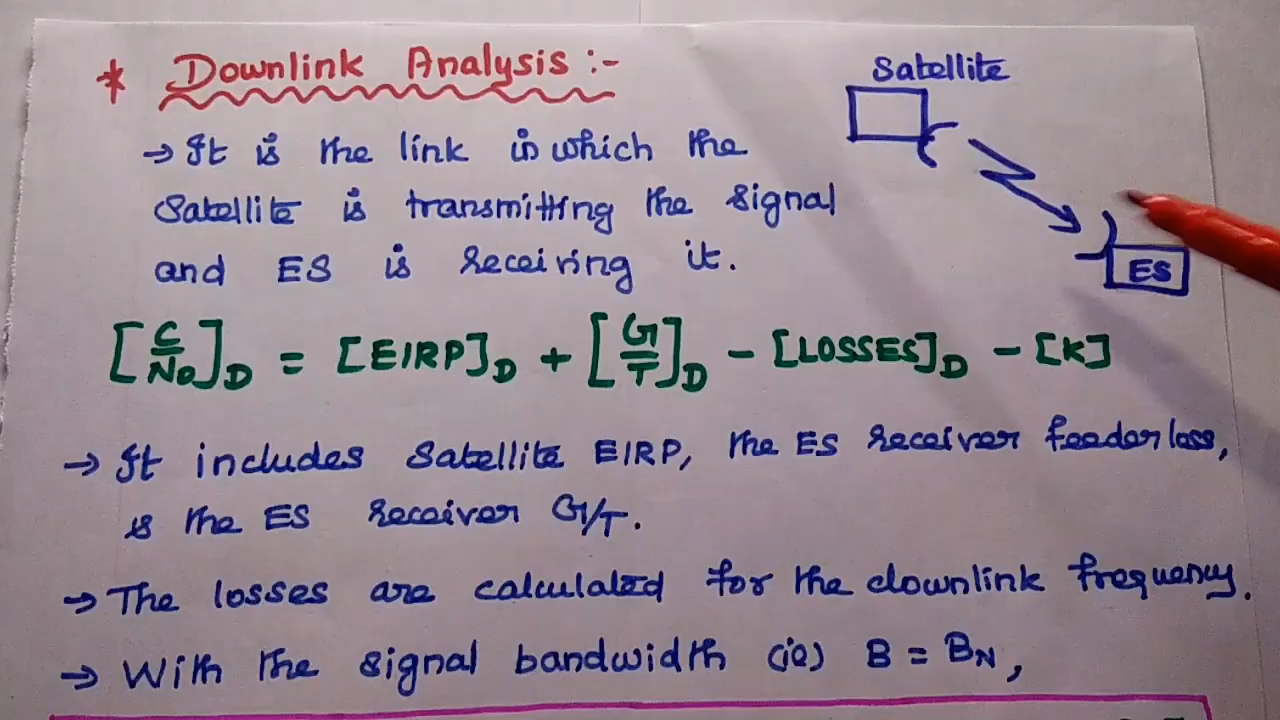 * Downlink Analysis :-
Satellite
→ It is the link in which the
Satellite is transmitting the signal
and ES is receiving it.
ES
[C/No]D = [EIRP]D + [G/T]D - [LOSSES]D - [K]
→ It includes Satellite EIRP, the ES receiver feeder loss,
is the ES receiver G/T.
→ The losses are calculated for the downlink frequency.
→ With the signal bandwidth (ie) B = BN,